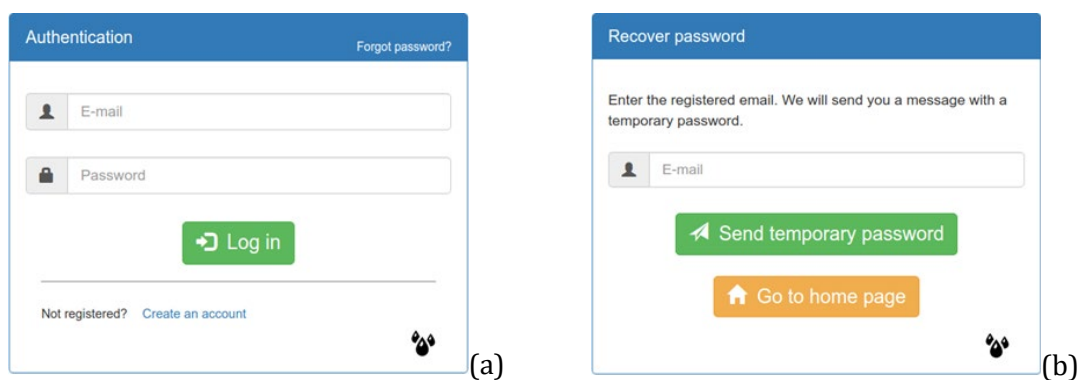 Authentication
Forgot password?
E-mail
Password
Log in
Not registered? Create an account
(a)
Recover password
Enter the registered email. We will send you a message with a
temporary password.
E-mail
Send temporary password
Go to home page
(b)